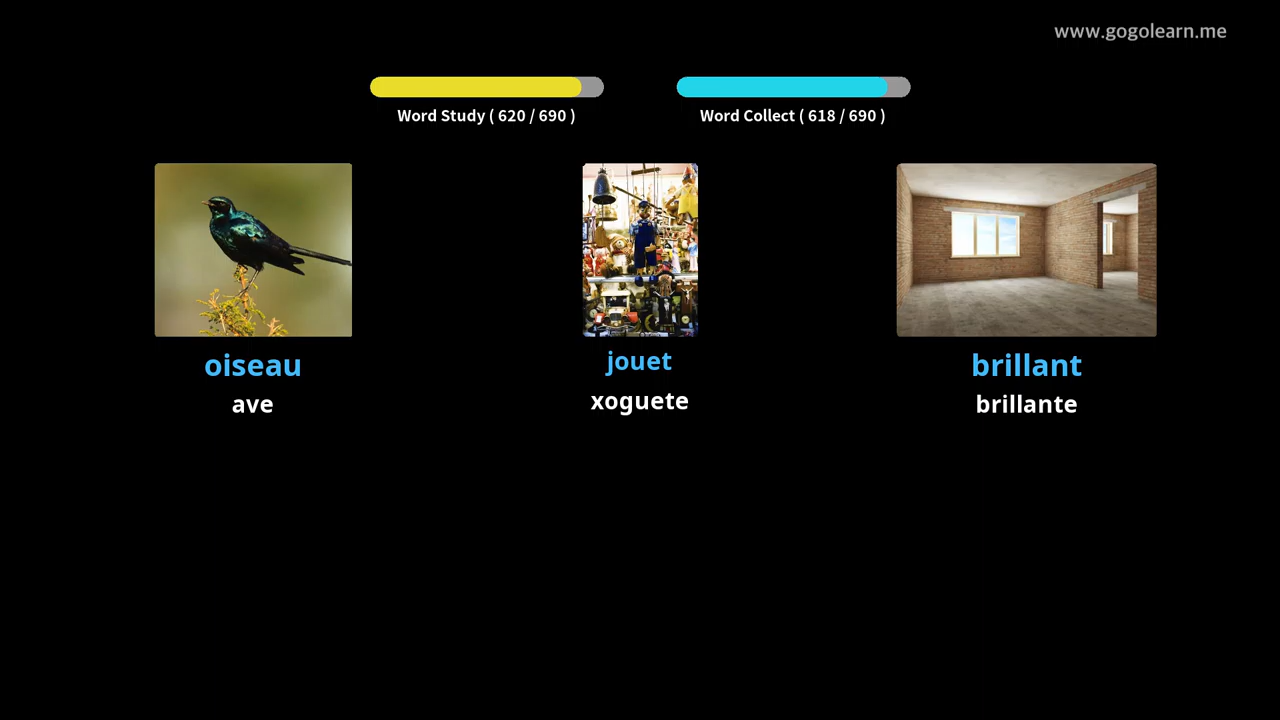 www.gogolearn.me
Word Study ( 620 / 690 )
Word Collect ( 618 / 690 )
oiseau
ave
jouet
xoguete
brillant
brillante